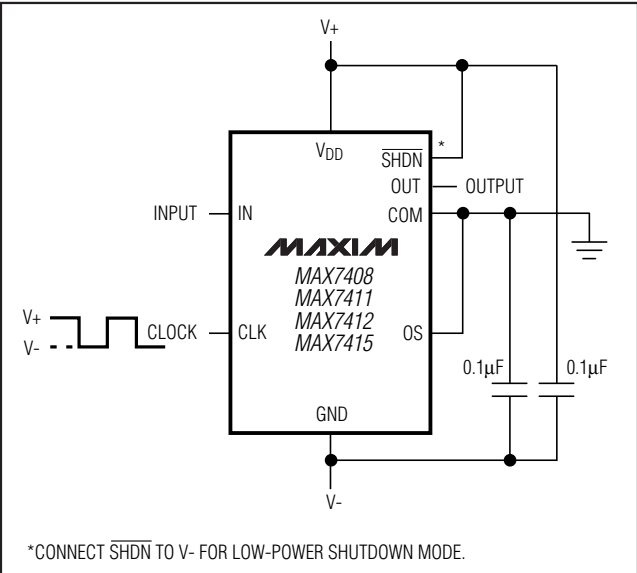 V+
VDD
SHDN
*
OUT
OUTPUT
INPUT
IN
COM
MAXIM
MAX7408
MAX7411
MAX7412
MAX7415
V+
V-
CLOCK
CLK
OS
0.1µF
0.1µF
GND
V-
*CONNECT SHDN TO V- FOR LOW-POWER SHUTDOWN MODE.